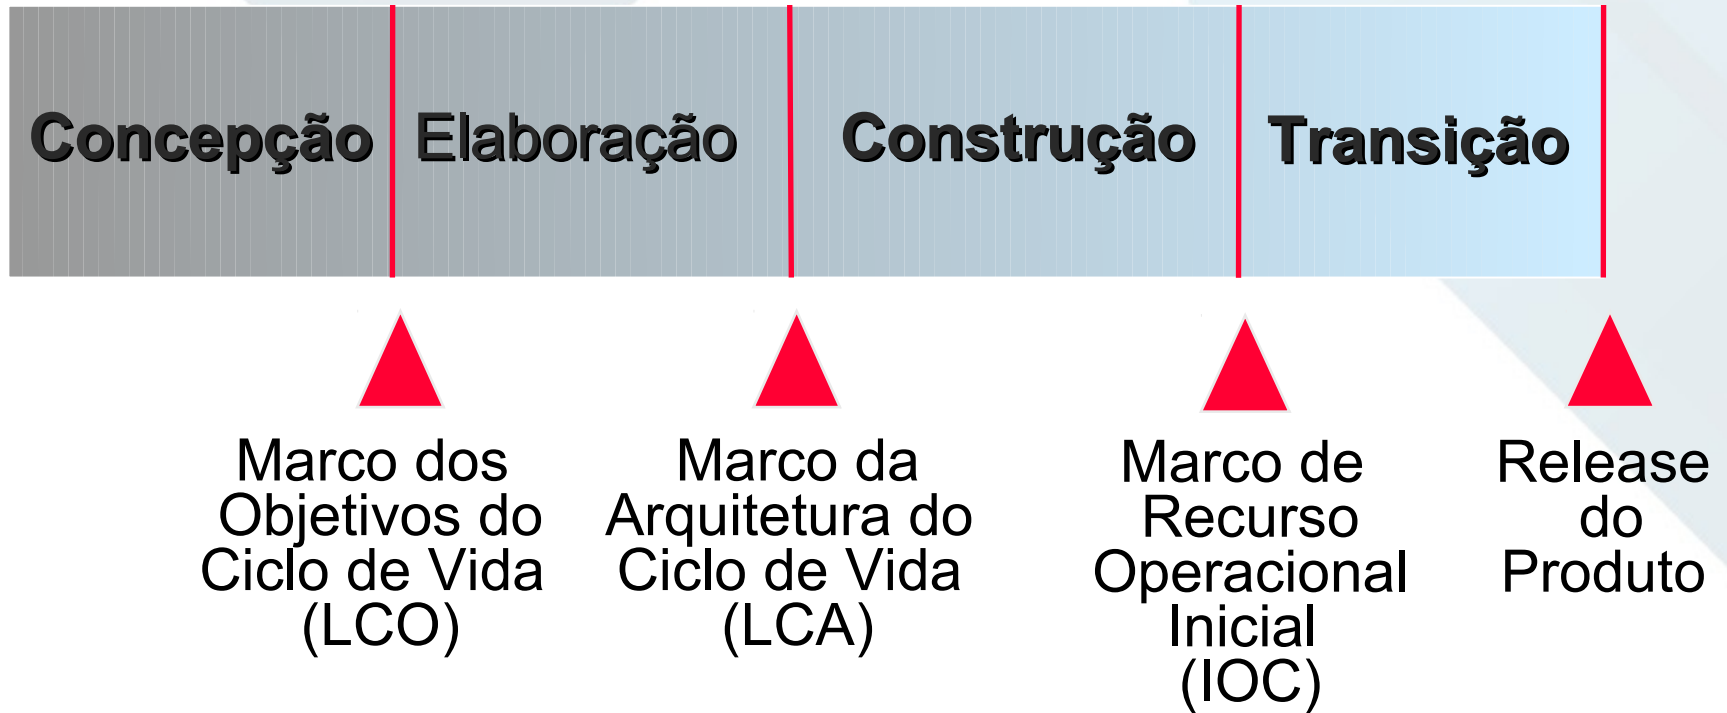 Concepção
Elaboração
Construção
Transição
Marco dos
Objetivos do
Ciclo de Vida
(LCO)
Marco da
Arquitetura do
Ciclo de Vida
(LCA)
Marco de
Recurso
Operacional
Inicial
(IOC)
Release
do
Produto